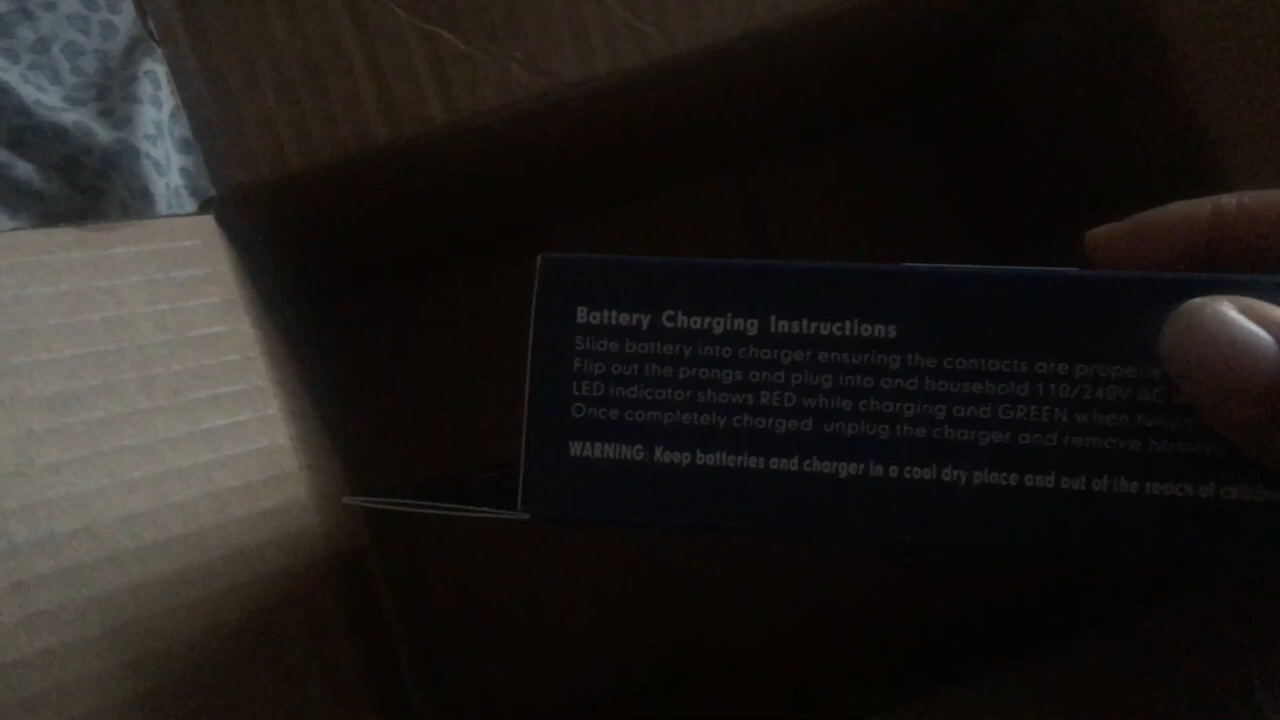 Battery Charging Instructions
Slide battery into charger ensuring the contacts are
Flip out the prongs and plug into and household 110/240V AC
LED indicator shows RED while charging and GREEN when
Once completely charged unplug the charger and remove
WARNING: Keep batteries and charger in a cool dry place and out of the reach of